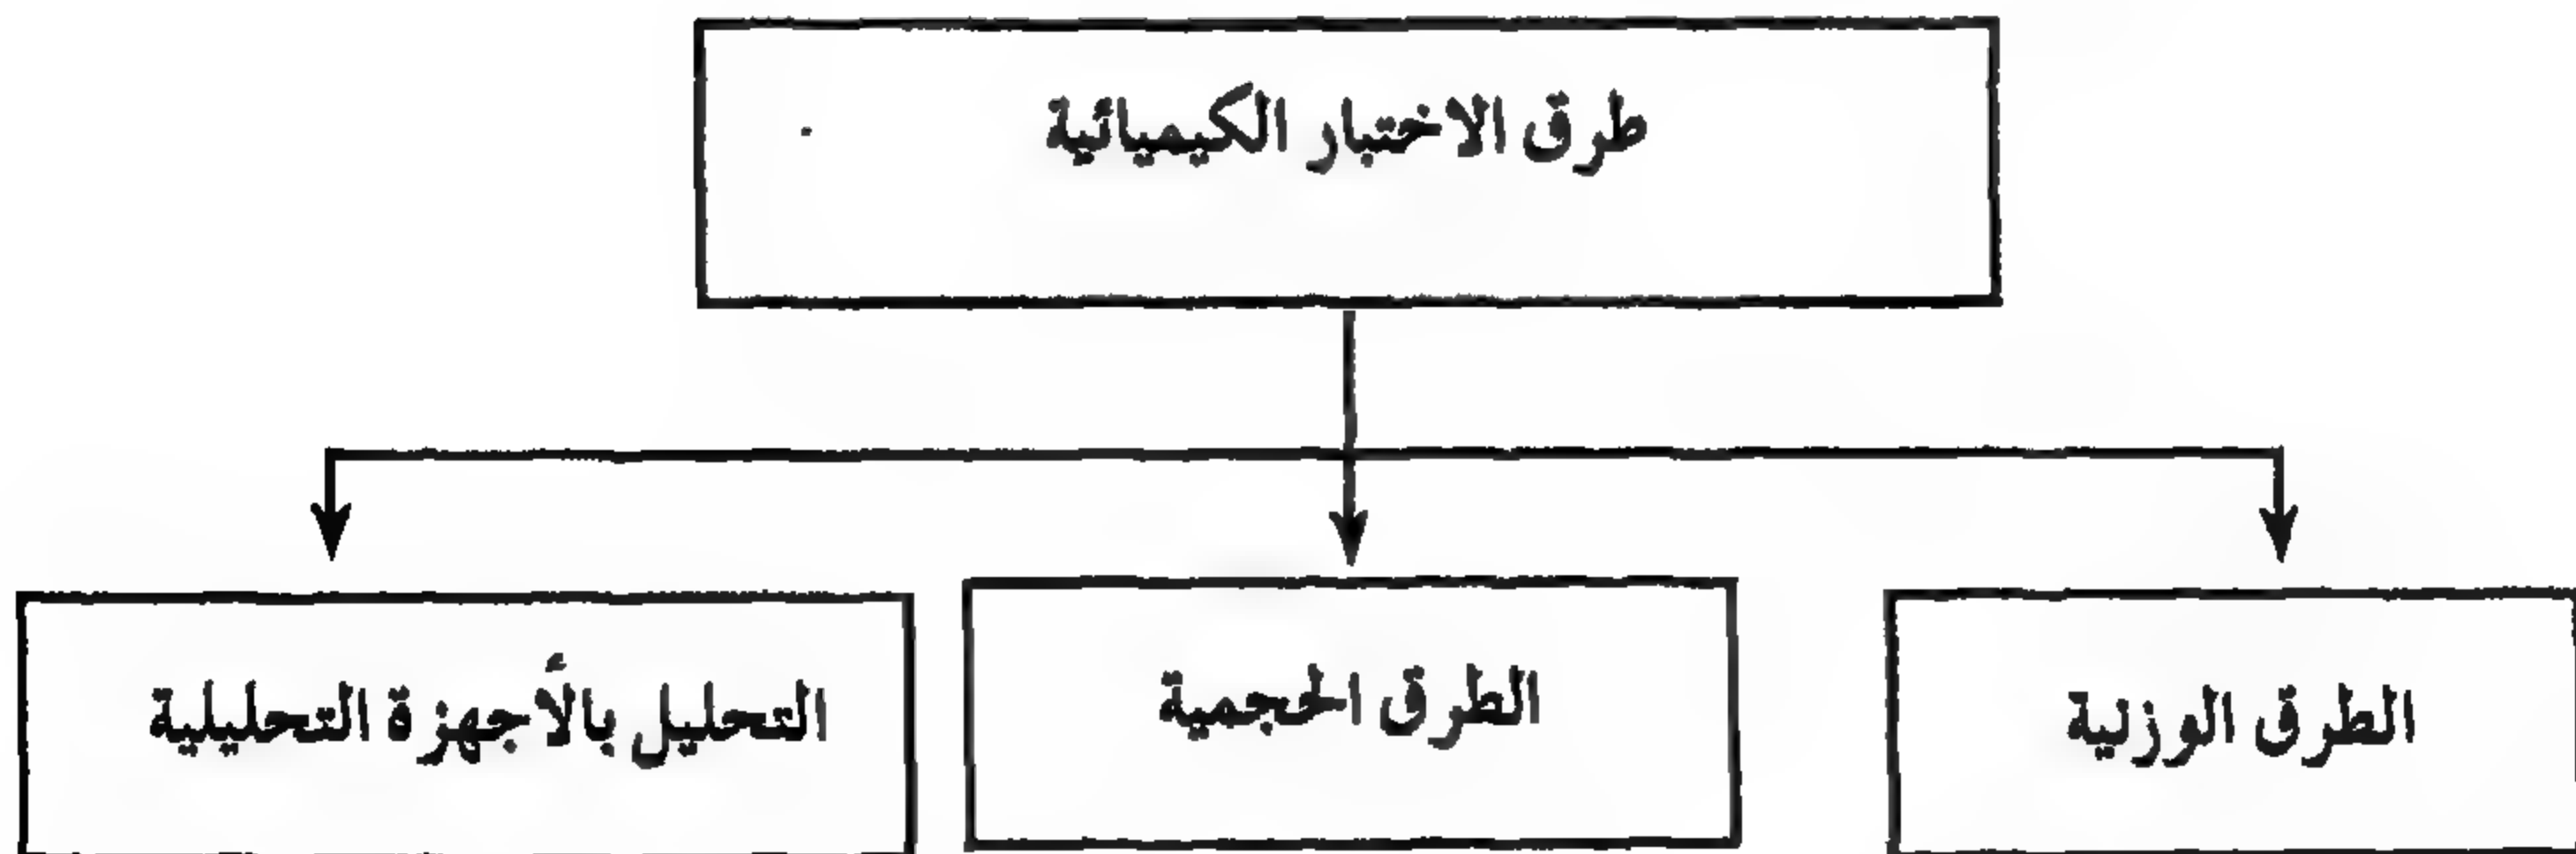 طرق الاختبار الكيميائية
الطرق الوزنية
الطرق الحجمية
التحليل بالأجهزة التحليلية